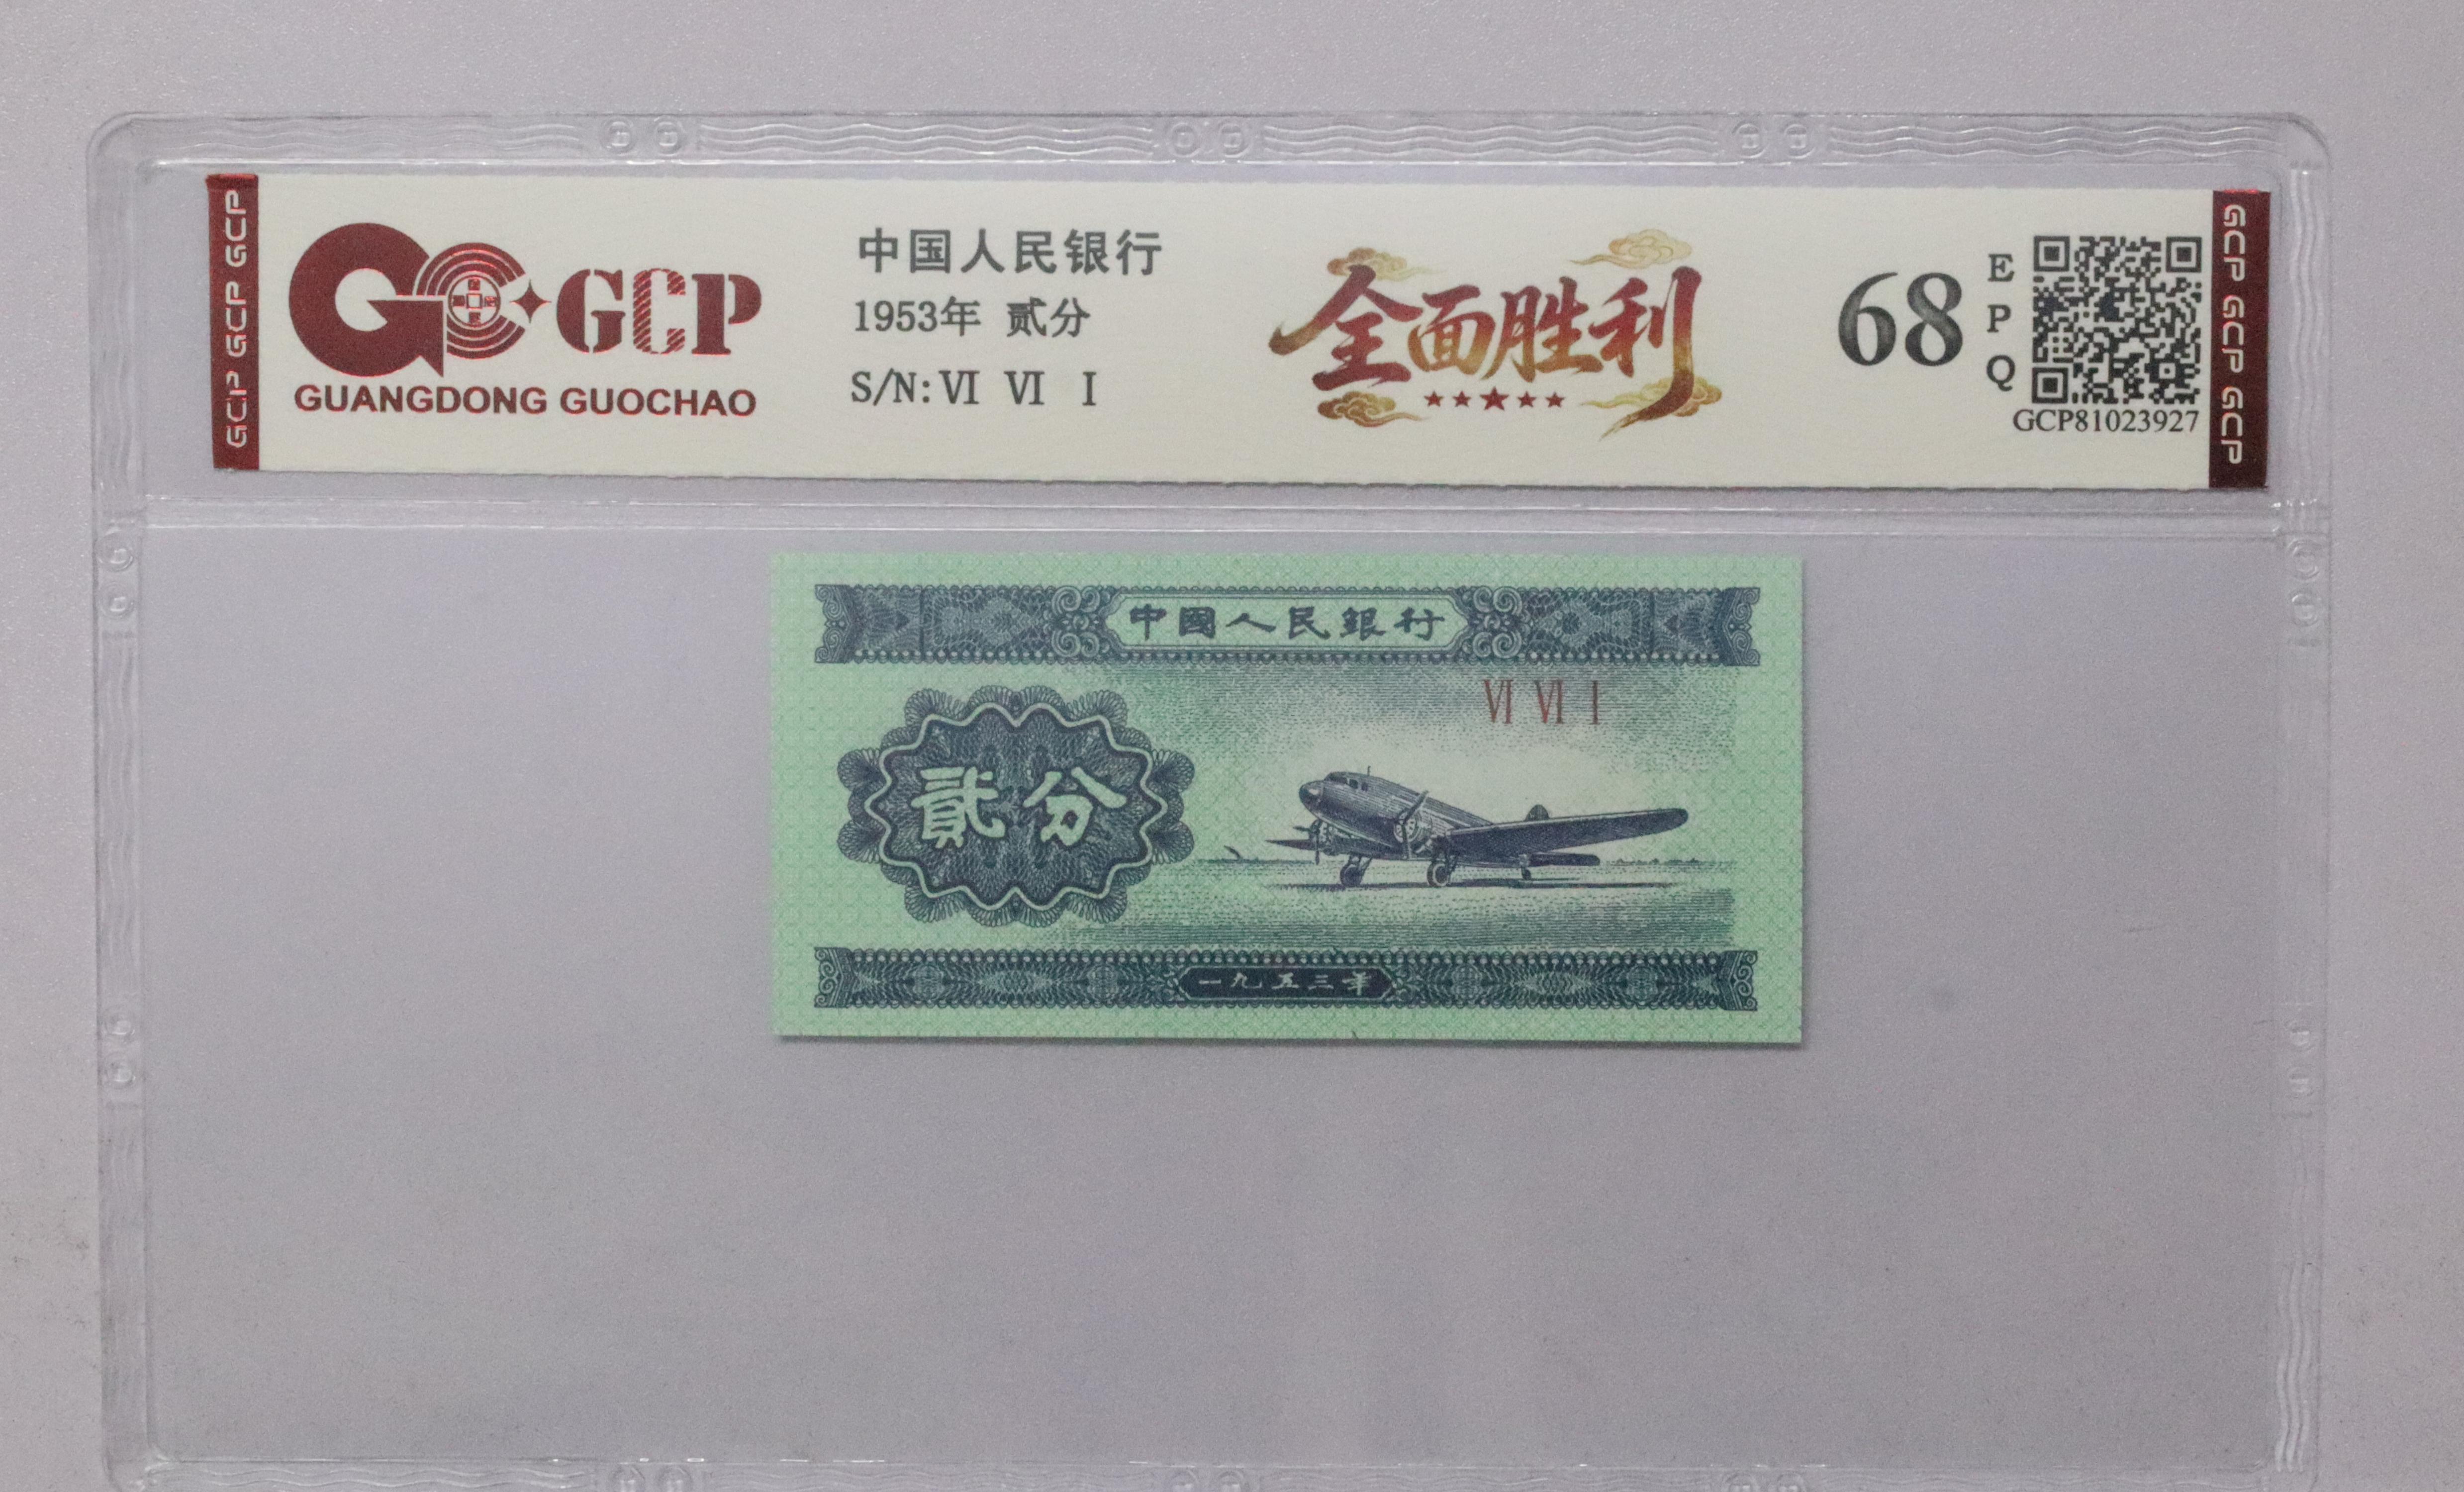 GCP GCP GCP
GCP
GUANGDONG GUOCHAO
中国人民银行
1953年 贰分
S/N: VI VI I
全面胜利
68
EPQ
GCP81023927
GCP GCP GCP
中國人民銀行
VI VI I
貳分
一九五三年